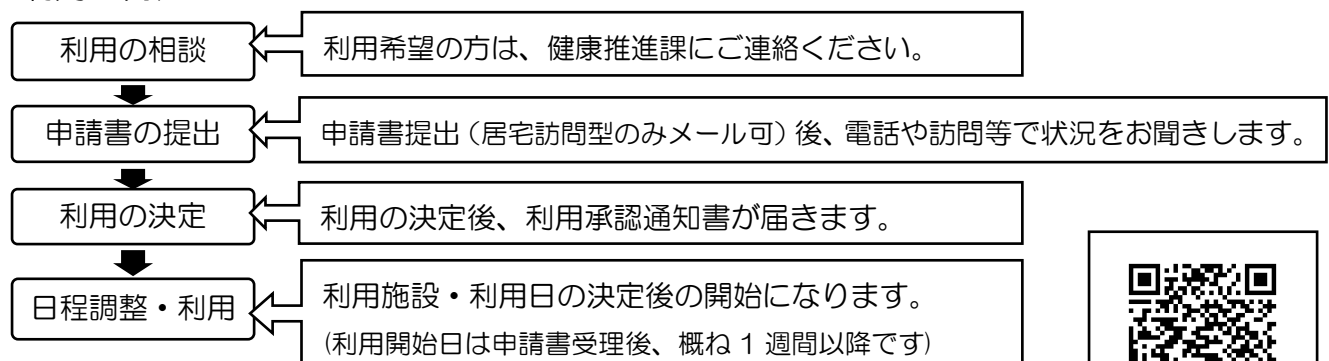 利用の相談
利用希望の方は、健康推進課にご連絡ください。
申請書の提出
申請書提出（居宅訪問型のみメール可）後、電話や訪問等で状況をお聞きします。
利用の決定
利用の決定後、利用承認通知書が届きます。
日程調整・利用
利用施設・利用日の決定後の開始になります。
(利用開始日は申請書受理後、概ね 1 週間以降です)